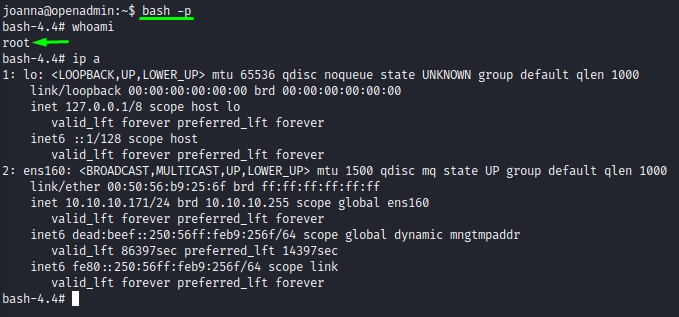 joanna@openadmin:~$ bash -p
bash-4.4# whoami
root
bash-4.4# ip a
1: lo: <LOOPBACK,UP,LOWER_UP> mtu 65536 qdisc noqueue state UNKNOWN group default qlen 1000
    link/loopback 00:00:00:00:00:00 brd 00:00:00:00:00:00
    inet 127.0.0.1/8 scope host lo
       valid_lft forever preferred_lft forever
    inet6 ::1/128 scope host
       valid_lft forever preferred_lft forever
2: ens160: <BROADCAST,MULTICAST,UP,LOWER_UP> mtu 1500 qdisc mq state UP group default qlen 1000
    link/ether 00:50:56:b9:25:6f brd ff:ff:ff:ff:ff:ff
    inet 10.10.10.171/24 brd 10.10.10.255 scope global ens160
       valid_lft forever preferred_lft forever
    inet6 dead:beef::250:56ff:feb9:256f/64 scope global dynamic mngtmpaddr
       valid_lft 86397sec preferred_lft 14397sec
    inet6 fe80::250:56ff:feb9:256f/64 scope link
       valid_lft forever preferred_lft forever
bash-4.4#